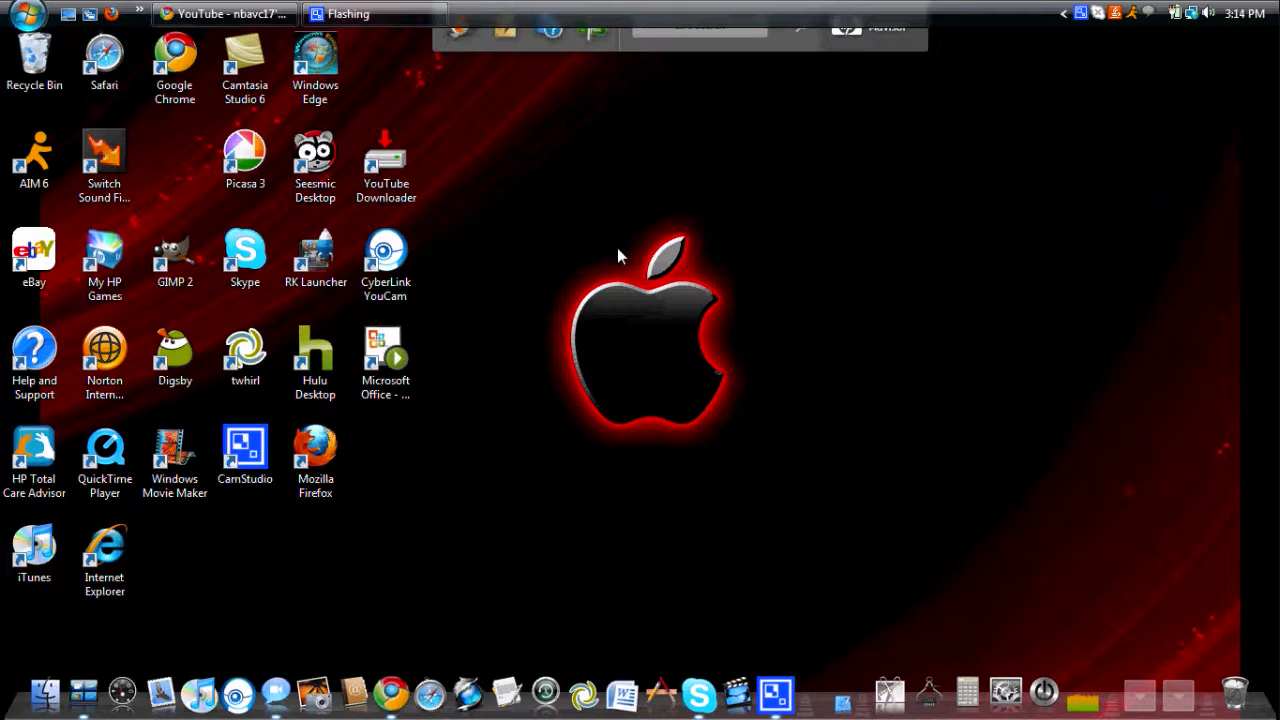 YouTube - nbavc17'...
Flashing
3:14 PM
Advisor
Recycle Bin
Safari
Google
Chrome
Camtasia
Studio 6
Windows
Edge
AIM 6
Switch
Sound Fi...
Picasa 3
Seesmic
Desktop
YouTube
Downloader
eBay
My HP
Games
GIMP 2
Skype
RK Launcher
CyberLink
YouCam
Help and
Support
Norton
Intern...
Digsby
twhirl
Hulu
Desktop
Microsoft
Office - ...
HP Total
Care Advisor
QuickTime
Player
Windows
Movie Maker
CamStudio
Mozilla
Firefox
iTunes
Internet
Explorer